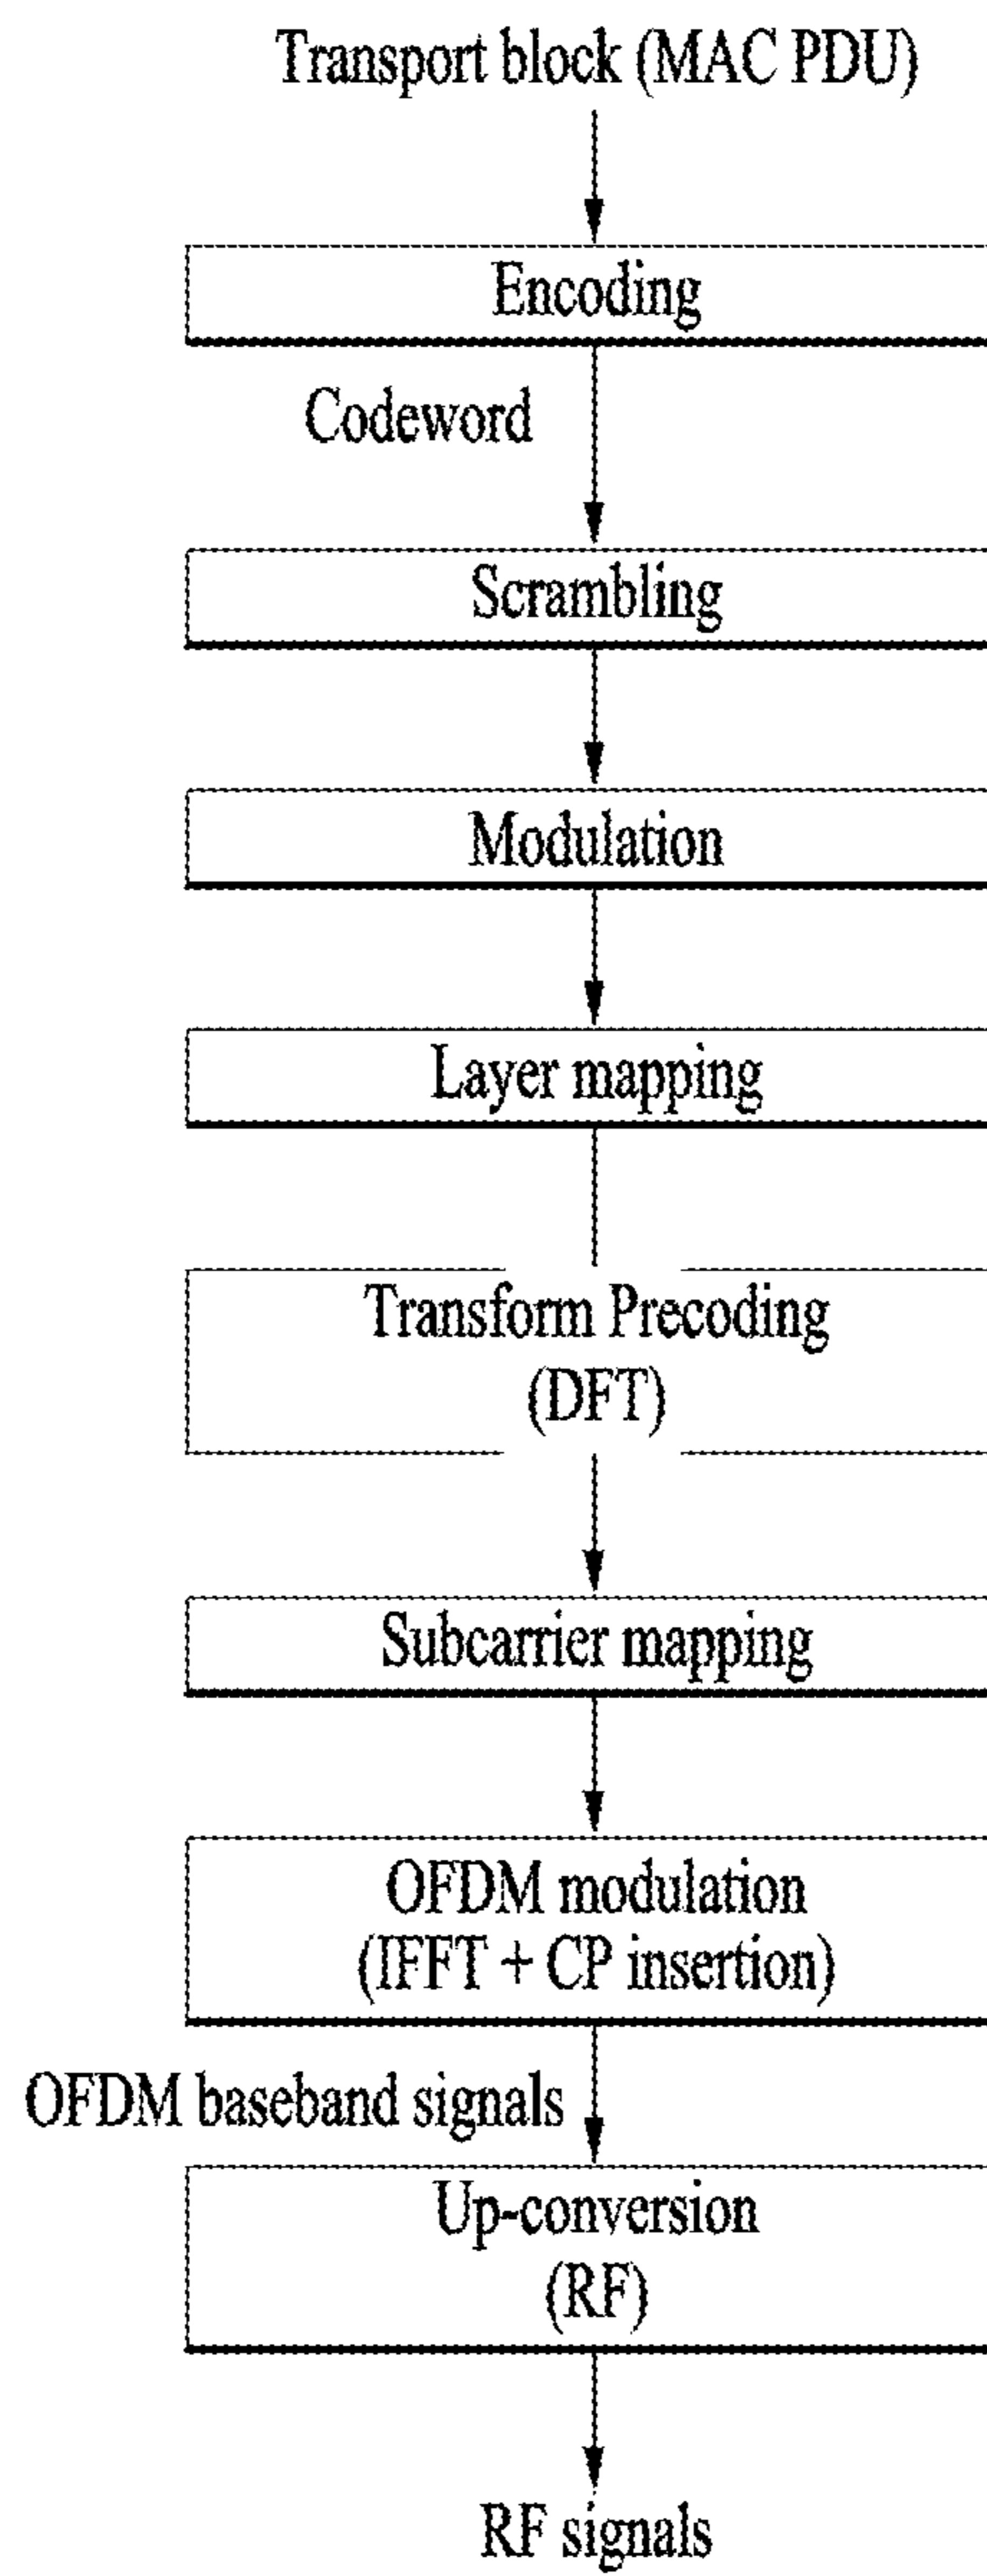 Transport block (MAC PDU)
Encoding
Codeword
Scrambling
Modulation
Layer mapping
Transform Precoding
(DFT)
Subcarrier mapping
OFDM modulation
(IFFT + CP insertion)
OFDM baseband signals
Up-conversion
(RF)
RF signals